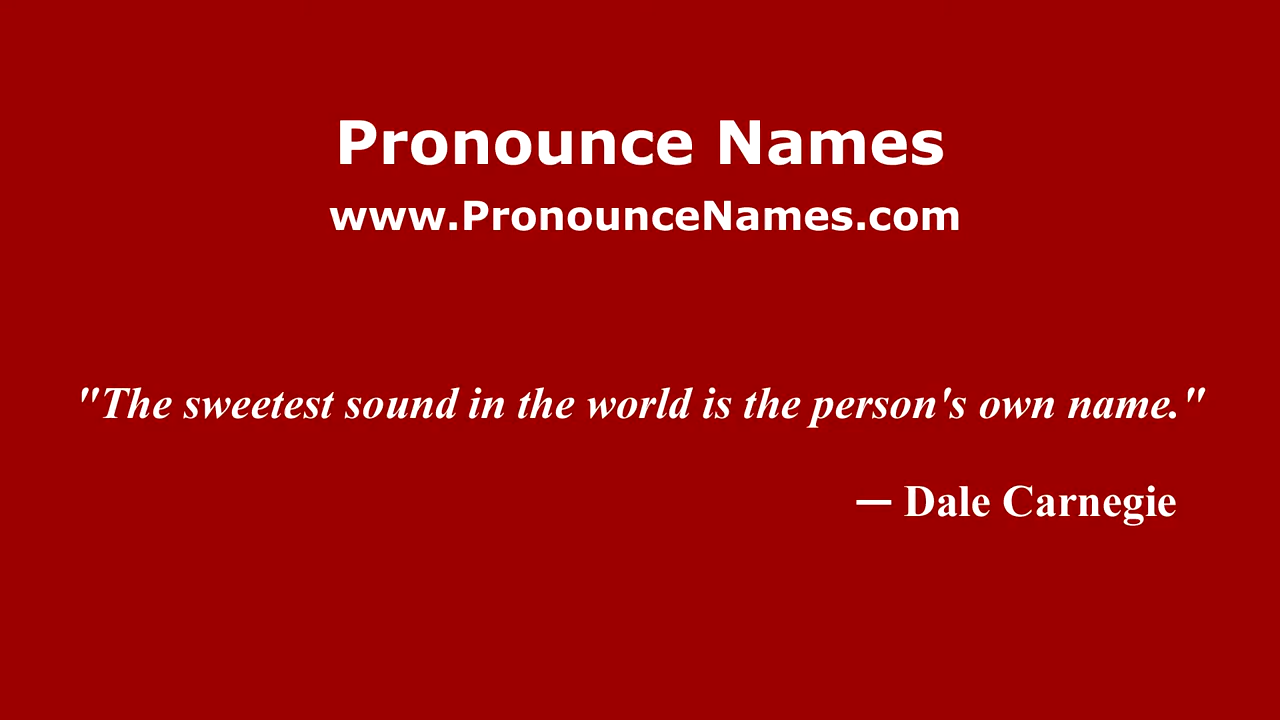 Pronounce Names
www.PronounceNames.com
"The sweetest sound in the world is the person's own name."
— Dale Carnegie